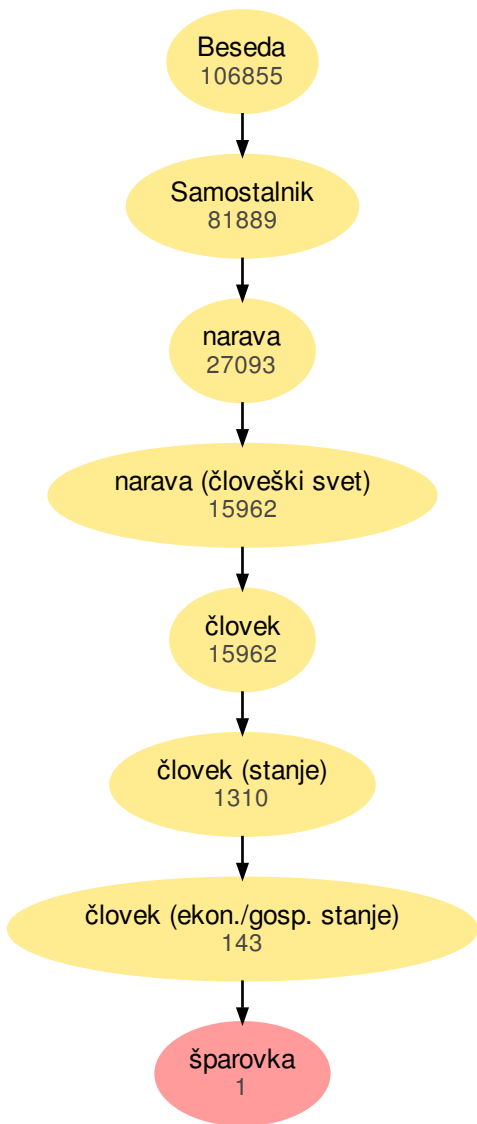 Beseda
106855
Samostalnik
81889
narava
27093
narava (človeški svet)
15962
človek
15962
človek (stanje)
1310
človek (ekon./gosp. stanje)
143
šparovka
1